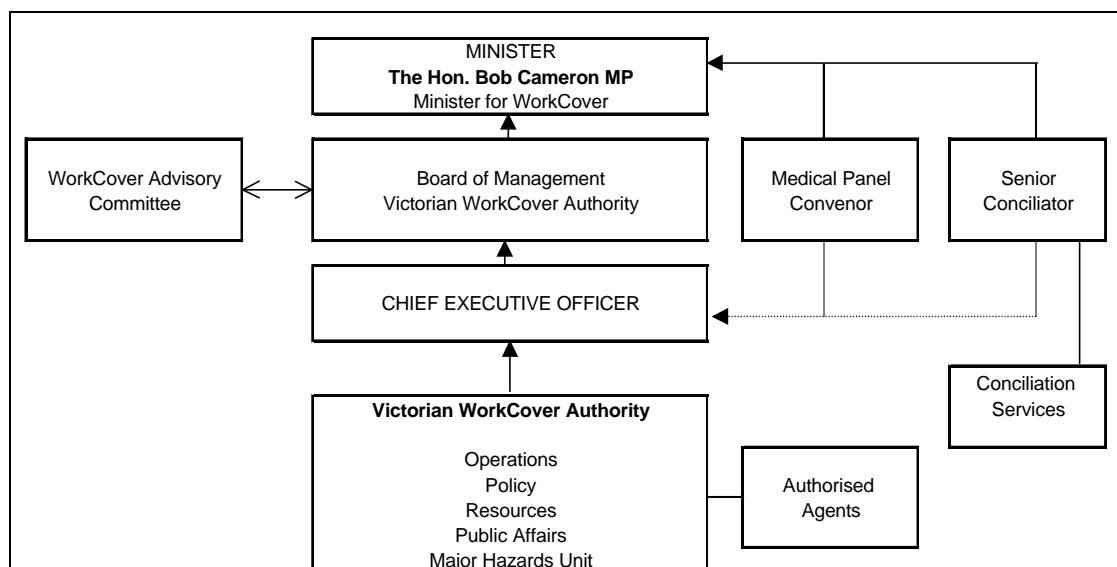 MINISTER
The Hon. Bob Cameron MP
Minister for WorkCover
WorkCover Advisory
Committee
Board of Management
Victorian WorkCover Authority
Medical Panel
Convenor
Senior
Conciliator
CHIEF EXECUTIVE OFFICER
Conciliation
Services
Victorian WorkCover Authority
Operations
Policy
Resources
Public Affairs
Major Hazards Unit
Authorised
Agents